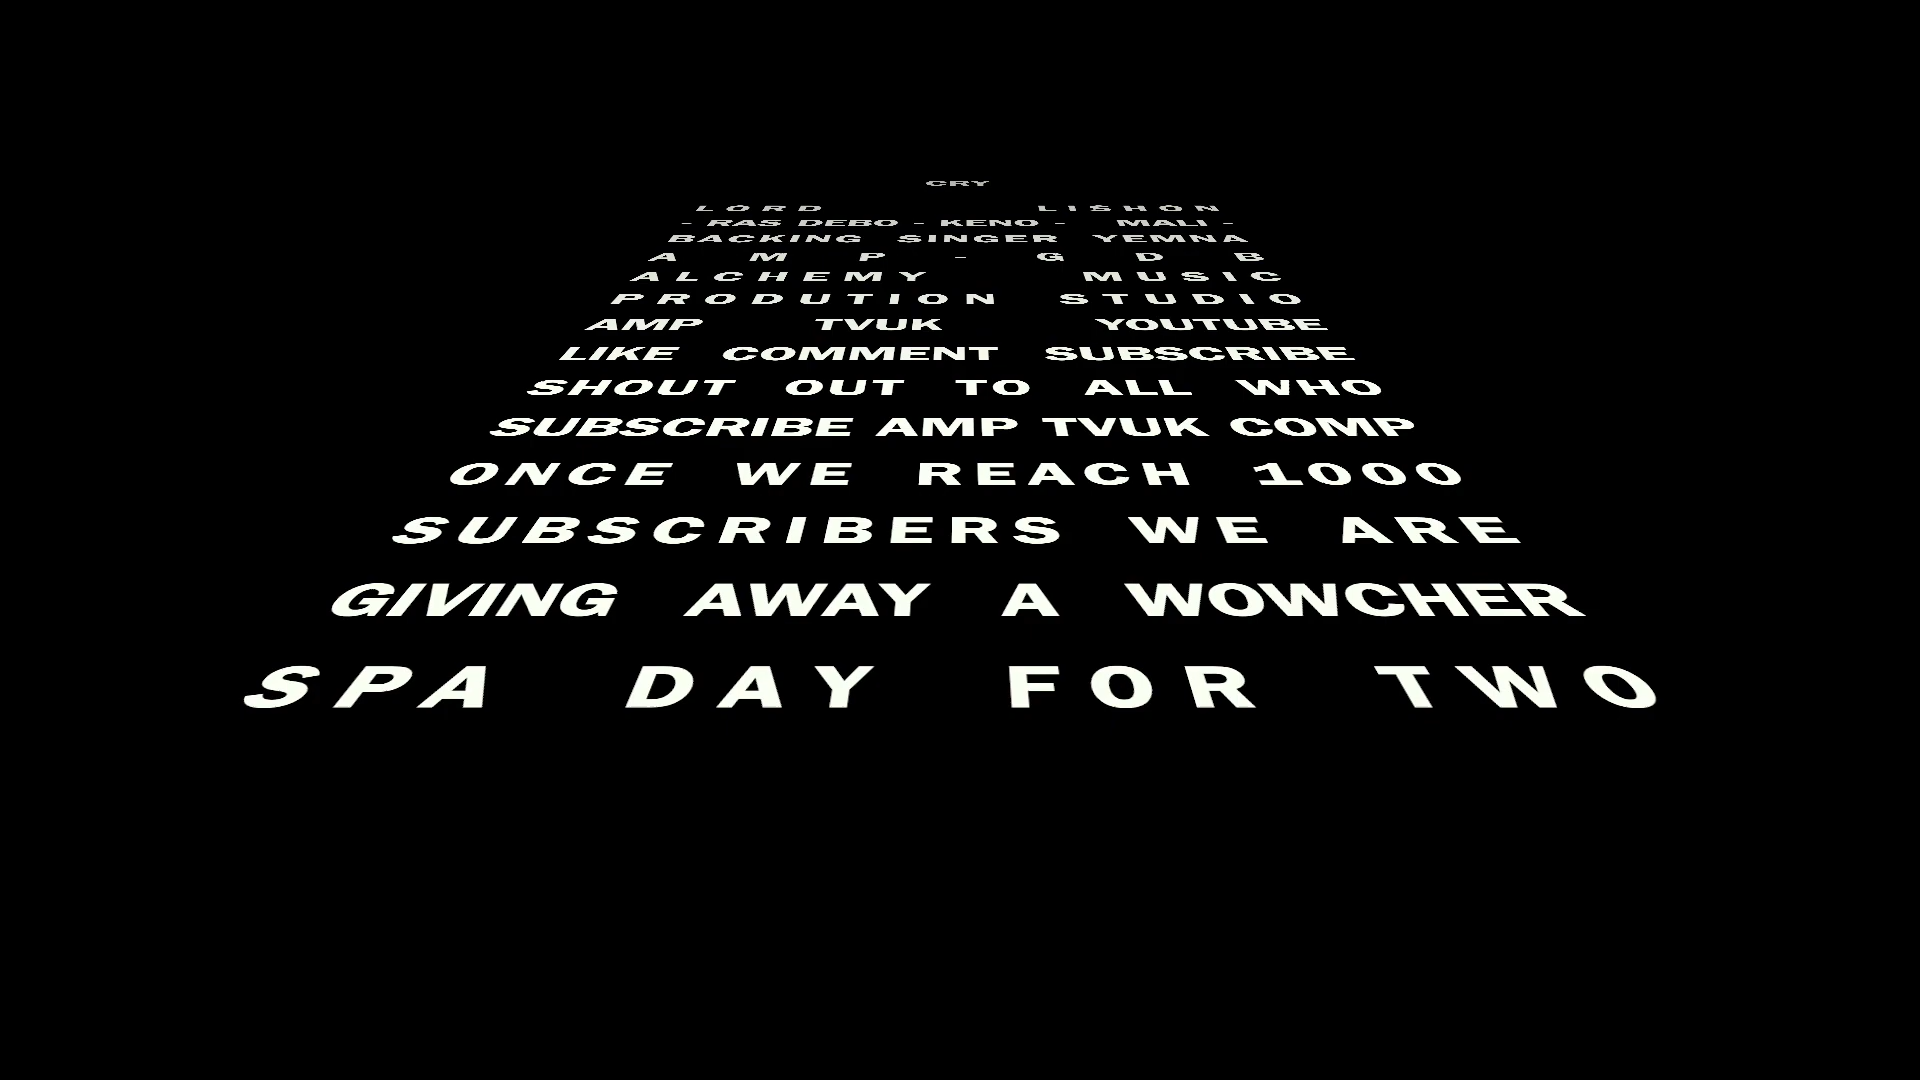 CRY
LORD LISHON
- RAS DEBO - KENO - MALI -
BACKING SINGER YEMNA
A M P - G D B
ALCHEMY MUSIC
PRODUTION STUDIO
AMP TVUK YOUTUBE
LIKE COMMENT SUBSCRIBE
SHOUT OUT TO ALL WHO
SUBSCRIBE AMP TVUK COMP
ONCE WE REACH 1000
SUBSCRIBERS WE ARE
GIVING AWAY A WOWCHER
SPA DAY FOR TWO